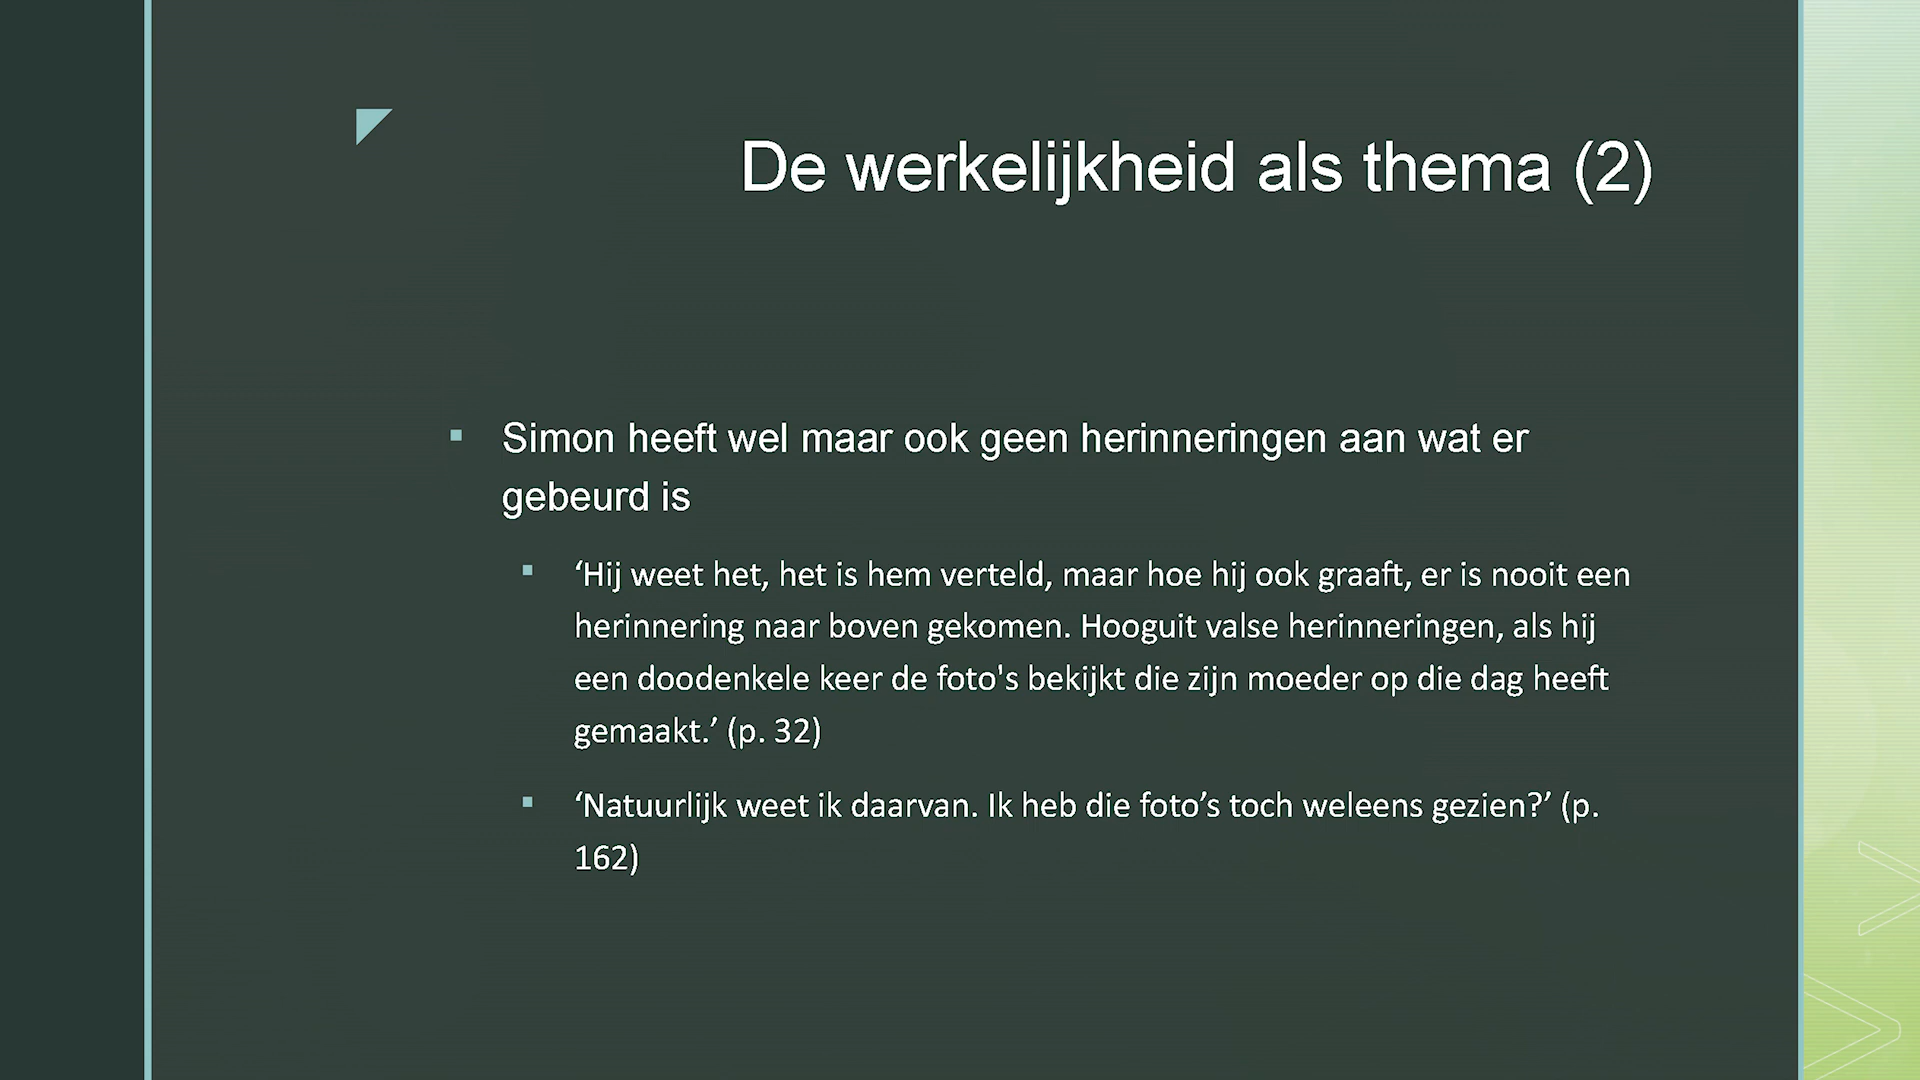 De werkelijkheid als thema (2)
Simon heeft wel maar ook geen herinneringen aan wat er
gebeurd is
‘Hij weet het, het is hem verteld, maar hoe hij ook graaft, er is nooit een
herinnering naar boven gekomen. Hooguit valse herinneringen, als hij
een doodenkele keer de foto's bekijkt die zijn moeder op die dag heeft
gemaakt.’ (p. 32)
‘Natuurlijk weet ik daarvan. Ik heb die foto’s toch weleens gezien?’ (p.
162)